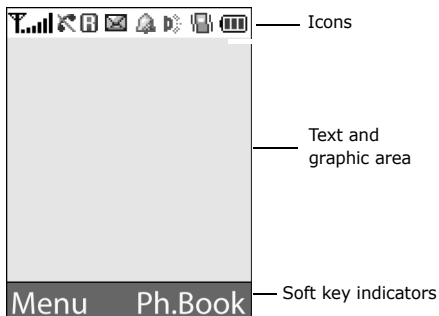 Icons
Text and
graphic area
Soft key indicators
Menu Ph.Book